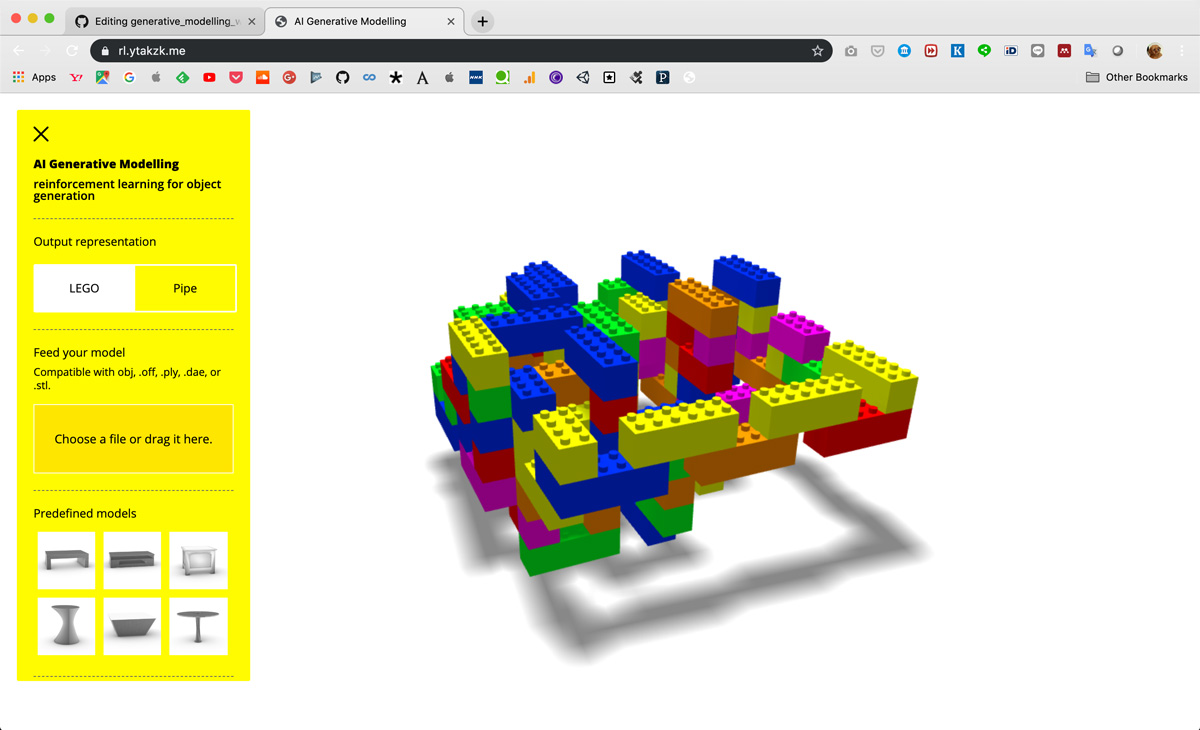 Editing generative_modelling_w
AI Generative Modelling
rl.ytakzk.me
Apps
Other Bookmarks
AI Generative Modelling
reinforcement learning for object
generation
Output representation
LEGO
Pipe
Feed your model
Compatible with obj, .off, .ply, .dae, or
.stl.
Choose a file or drag it here.
Predefined models